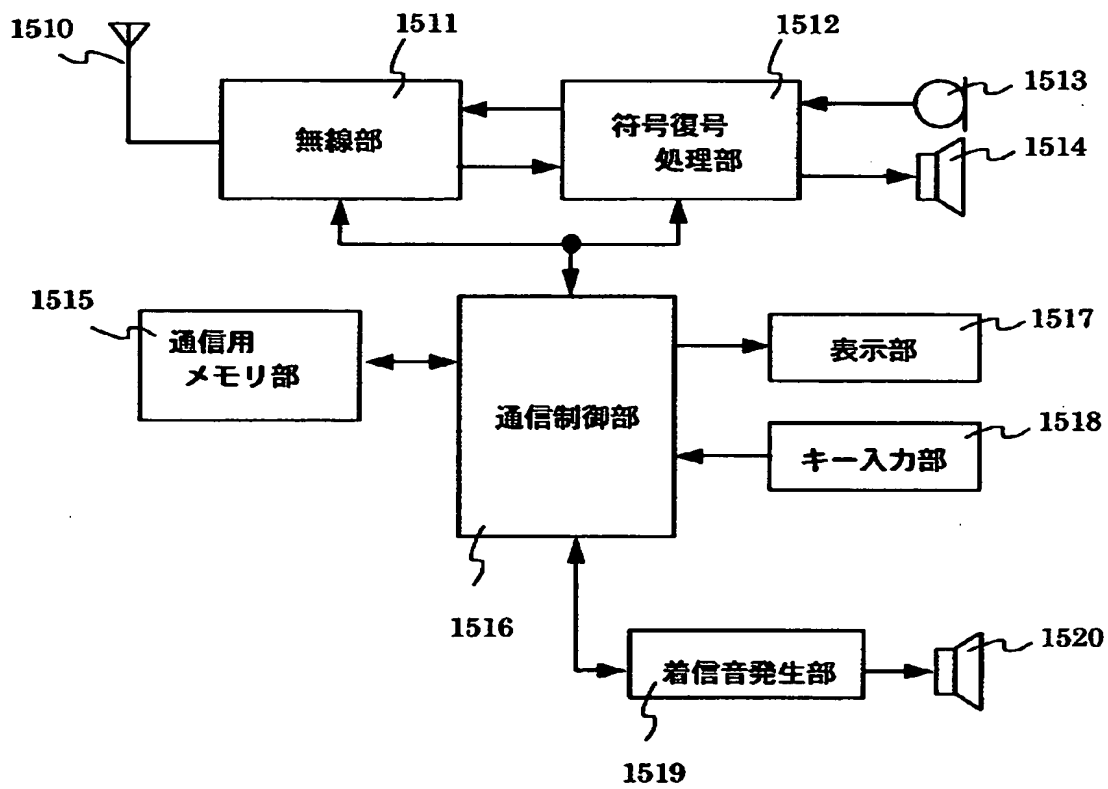 1510
1511
1512
1513
1514
無線部
符号復号
処理部
1515
通信用
メモリ部
通信制御部
1517
表示部
1518
キー入力部
1516
着信音発生部
1519
1520